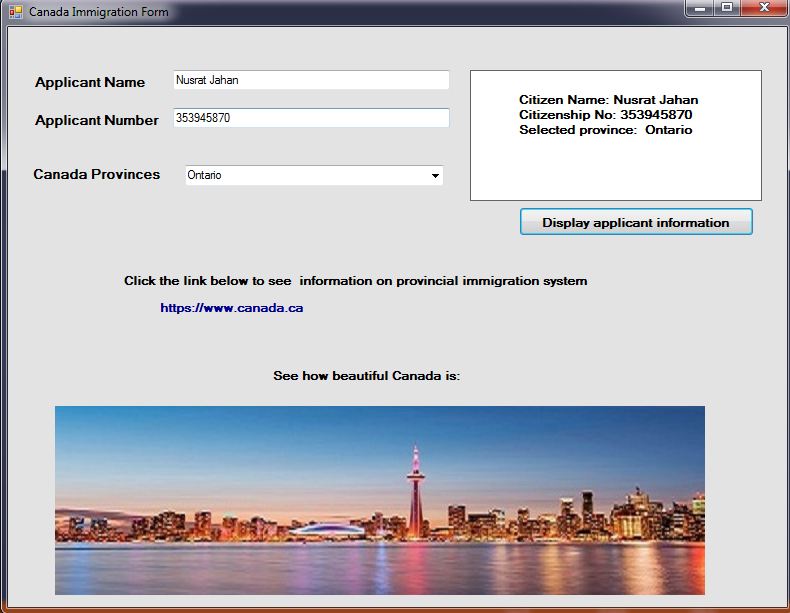 Canada Immigration Form
Applicant Name
Nusrat Jahan
Applicant Number
353945870
Canada Provinces
Ontario
Citizen Name: Nusrat Jahan
Citizenship No: 353945870
Selected province:  Ontario
Display applicant information
Click the link below to see  information on provincial immigration system
https://www.canada.ca
See how beautiful Canada is: